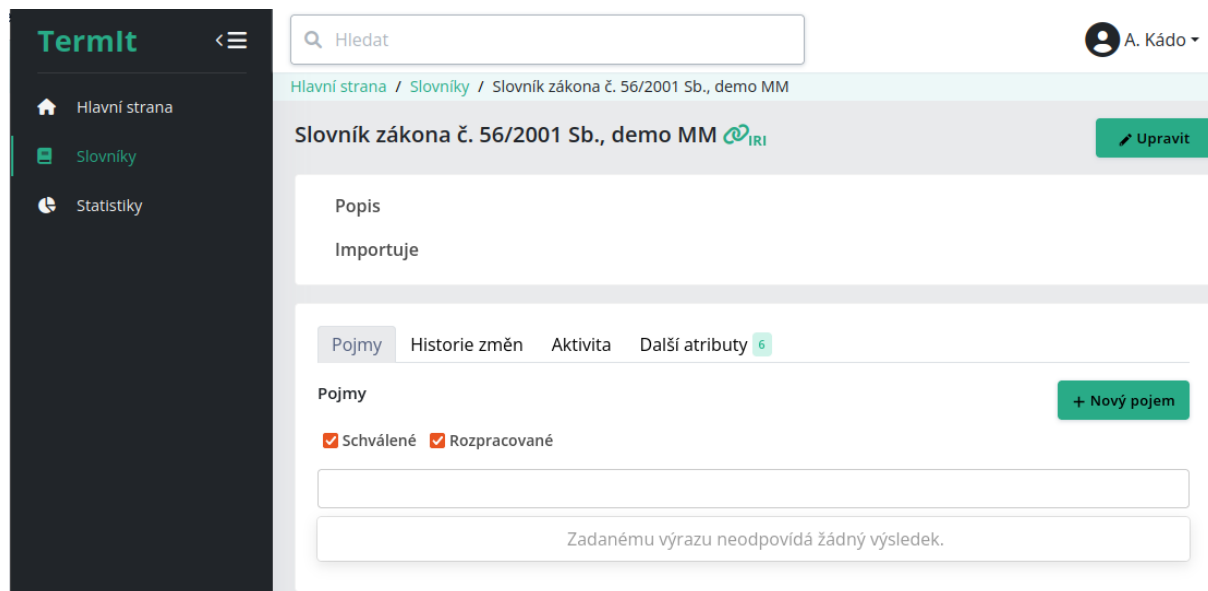 TermIt
Hledat
A. Kádo
Hlavní strana / Slovníky / Slovník zákona č. 56/2001 Sb., demo MM
Hlavní strana
Slovník zákona č. 56/2001 Sb., demo MM IRI
Upravit
Slovníky
Statistiky
Popis
Importuje
Pojmy Historie změn Aktivita Další atributy 6
Pojmy
+ Nový pojem
Schválené Rozpracované
Zadanému výrazu neodpovídá žádný výsledek.